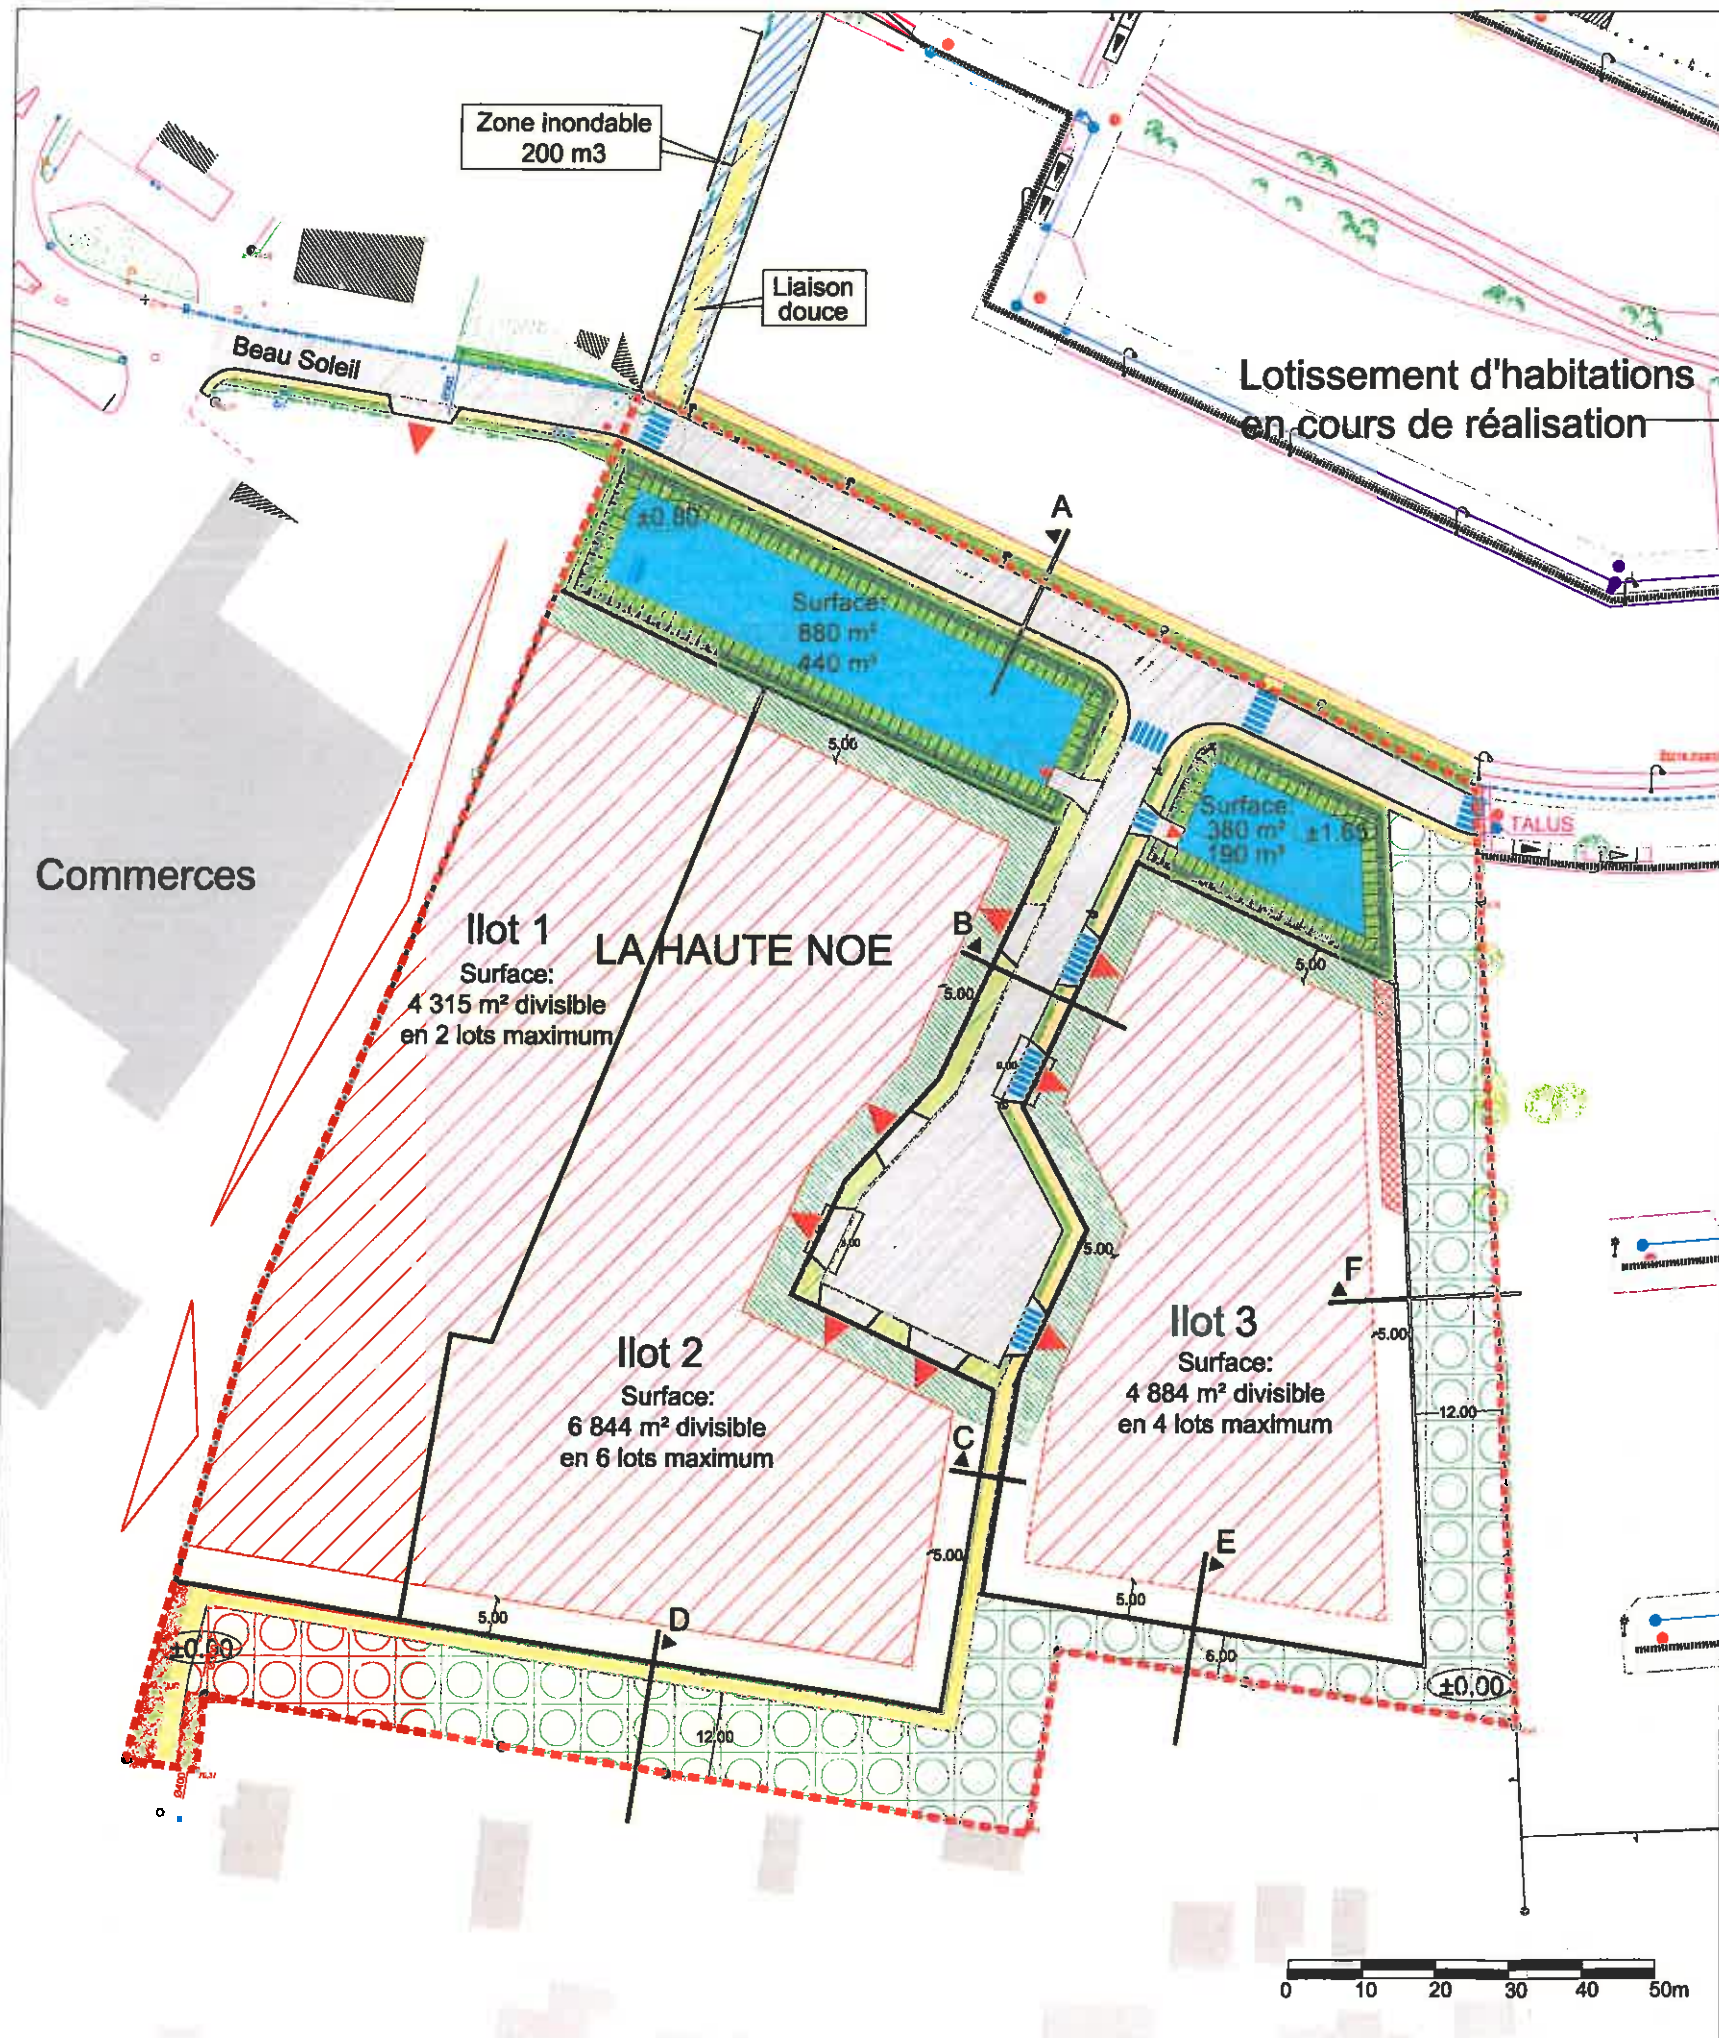 Zone inondable
200 m3
Liaison
douce
Beau Soleil
Lotissement d'habitations
en cours de réalisation
A
±0.80
Surface:
880 m²
440 m³
5.00
Surface:
380 m² ±1.65
190 m³
TALUS
Commerces
Ilot 1
Surface:
4 315 m² divisible
en 2 lots maximum
LA HAUTE NOE
B
5.00
5.00
5.00
F
5.00
Ilot 2
Surface:
6 844 m² divisible
en 6 lots maximum
Ilot 3
Surface:
4 884 m² divisible
en 4 lots maximum
12.00
C
5.00
E
5.00
5.00
D
±0.00
6.00
±0,00
12.00
0 10 20 30 40 50m